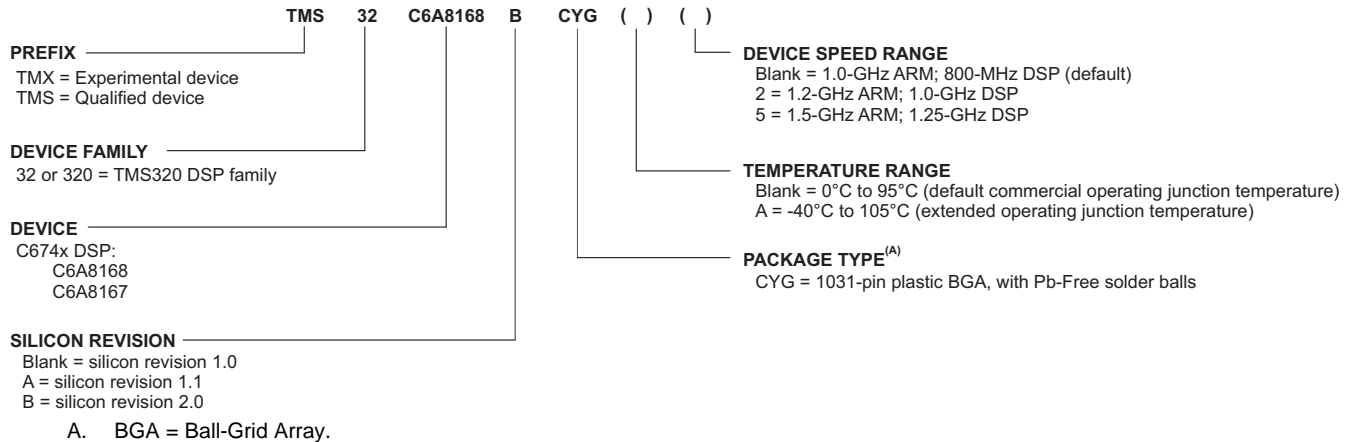 TMS 32 C6A8168 B CYG ( ) ( )
PREFIX
TMX = Experimental device
TMS = Qualified device
DEVICE FAMILY
32 or 320 = TMS320 DSP family
DEVICE
C674x DSP:
C6A8168
C6A8167
SILICON REVISION
Blank = silicon revision 1.0
A = silicon revision 1.1
B = silicon revision 2.0
DEVICE SPEED RANGE
Blank = 1.0-GHz ARM; 800-MHz DSP (default)
2 = 1.2-GHz ARM; 1.0-GHz DSP
5 = 1.5-GHz ARM; 1.25-GHz DSP
TEMPERATURE RANGE
Blank = 0°C to 95°C (default commercial operating junction temperature)
A = -40°C to 105°C (extended operating junction temperature)
PACKAGE TYPE(A)
CYG = 1031-pin plastic BGA, with Pb-Free solder balls
A. BGA = Ball-Grid Array.